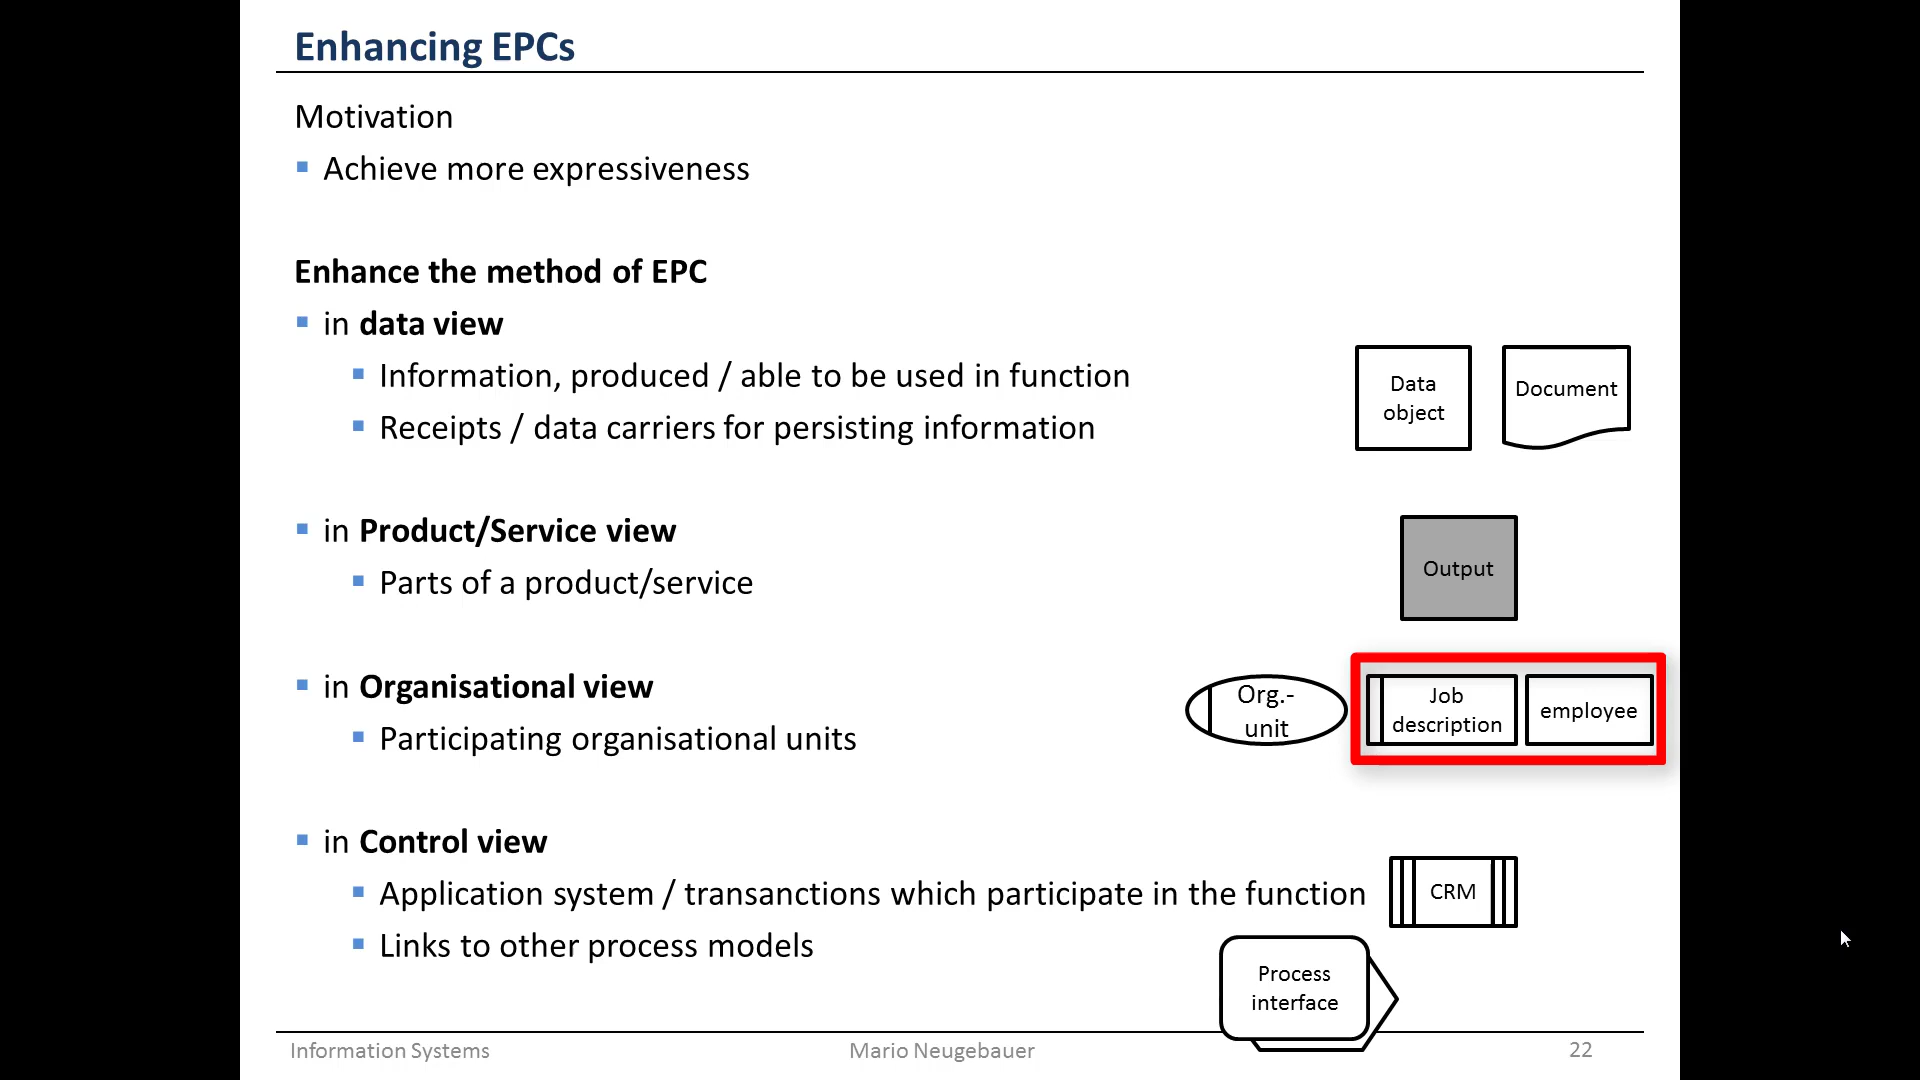 Enhancing EPCs
Motivation
Achieve more expressiveness
Enhance the method of EPC
in data view
Information, produced / able to be used in function
Receipts / data carriers for persisting information
Data
object
Document
in Product/Service view
Parts of a product/service
Output
in Organisational view
Participating organisational units
Org.-
unit
Job
description
employee
in Control view
Application system / transanctions which participate in the function
CRM
Links to other process models
Process
interface
Information Systems
Mario Neugebauer
22